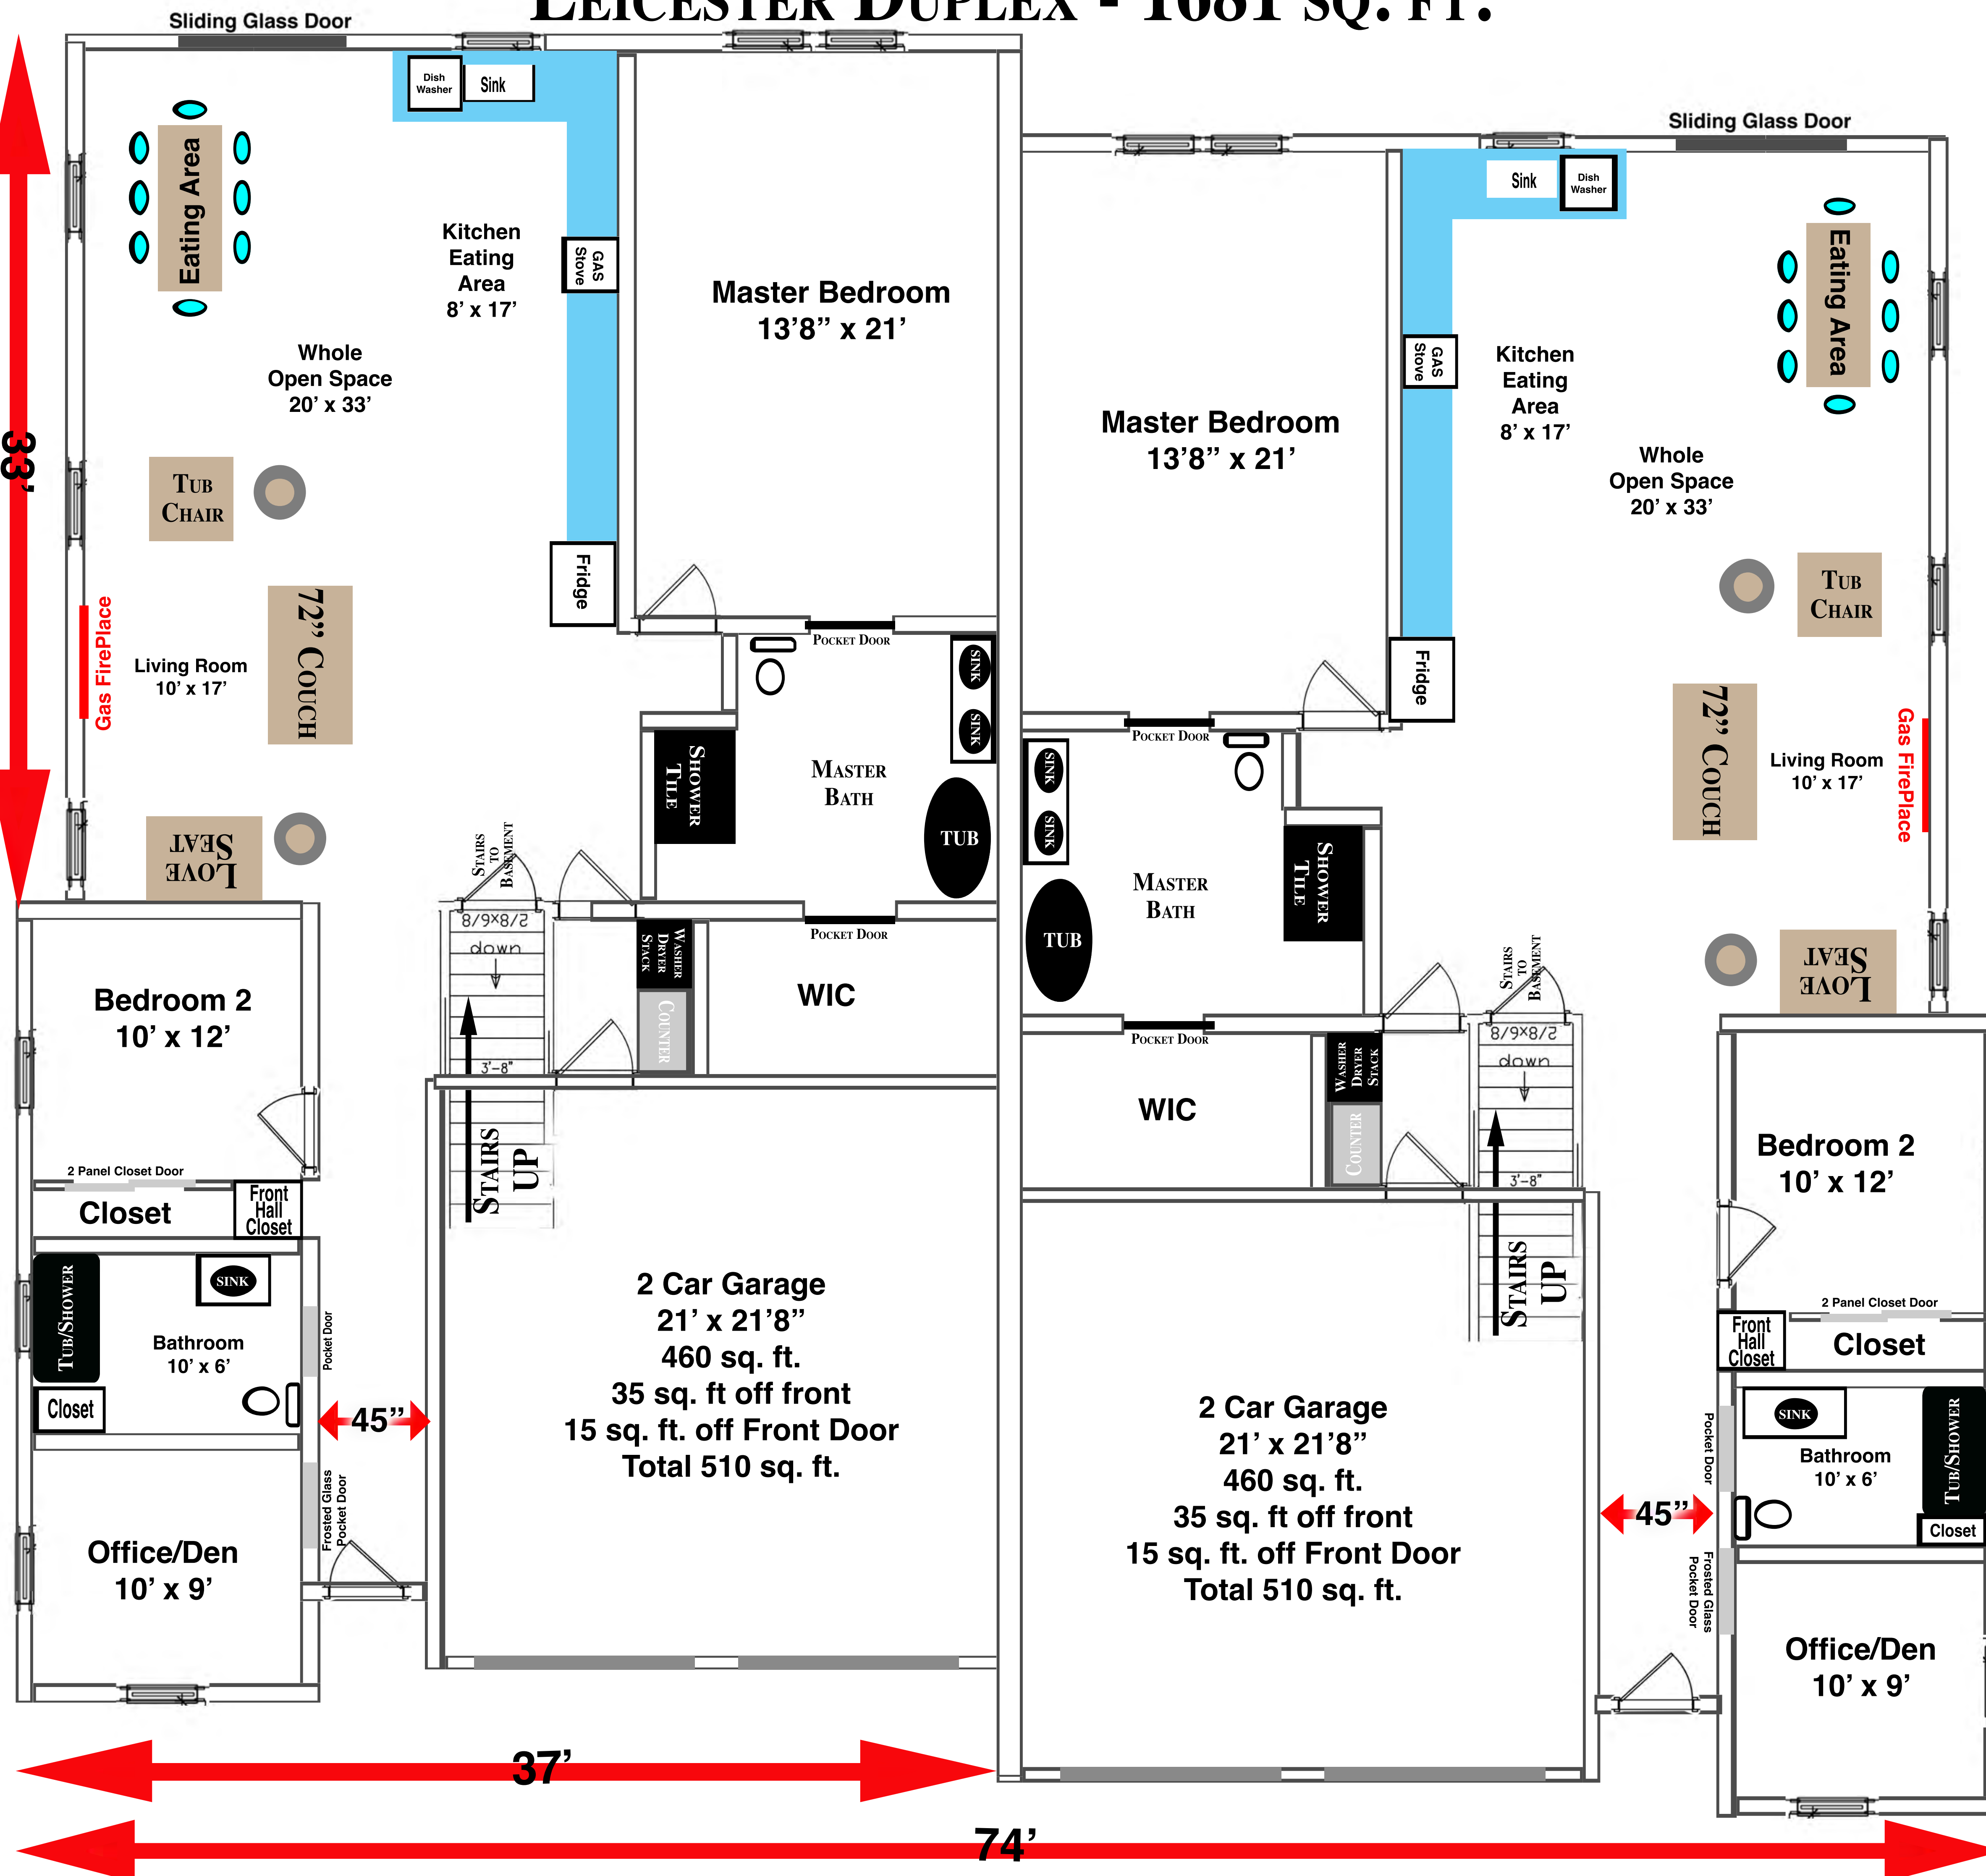 LEICESTER DUPLEX - 1681 SQ. FT.
Sliding Glass Door
Dish
Washer
Sink
Eating Area
Kitchen
Eating
Area
8’ x 17’
GAS
Stove
Whole
Open Space
20’ x 33’
Master Bedroom
13’8” x 21’
33’
TUB
CHAIR
Fridge
72” COUCH
Gas FirePlace
Living Room
10’ x 17’
LOVE
SEAT
POCKET DOOR
SINK
SINK
SHOWER
TILE
MASTER
BATH
TUB
STAIRS
TO
BASEMENT
2/8x6/8
down
3'-8"
WASHER
DRYER
STACK
COUNTER
POCKET DOOR
WIC
STAIRS
UP
Bedroom 2
10’ x 12’
2 Panel Closet Door
Closet
Front
Hall
Closet
TUB/SHOWER
SINK
Bathroom
10’ x 6’
Closet
Pocket Door
45”
Frosted Glass
Pocket Door
Office/Den
10’ x 9’
2 Car Garage
21’ x 21’8”
460 sq. ft.
35 sq. ft off front
15 sq. ft. off Front Door
Total 510 sq. ft.
Sliding Glass Door
Sink
Dish
Washer
Eating Area
GAS
Stove
Kitchen
Eating
Area
8’ x 17’
Master Bedroom
13’8” x 21’
Whole
Open Space
20’ x 33’
TUB
CHAIR
Fridge
72” COUCH
Living Room
10’ x 17’
Gas FirePlace
LOVE
SEAT
POCKET DOOR
SINK
SINK
TUB
MASTER
BATH
SHOWER
TILE
STAIRS
TO
BASEMENT
2/8x6/8
down
3'-8"
POCKET DOOR
WIC
WASHER
DRYER
STACK
COUNTER
STAIRS
UP
Bedroom 2
10’ x 12’
2 Panel Closet Door
Front
Hall
Closet
Closet
SINK
TUB/SHOWER
Bathroom
10’ x 6’
Closet
Pocket Door
45”
Frosted Glass
Pocket Door
Office/Den
10’ x 9’
2 Car Garage
21’ x 21’8”
460 sq. ft.
35 sq. ft off front
15 sq. ft. off Front Door
Total 510 sq. ft.
37’
74’